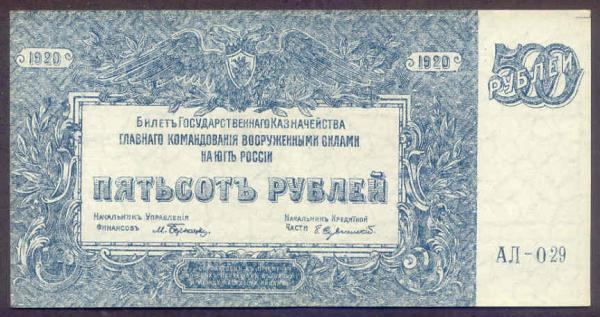 1920
1920
500
РУБЛЕЙ
БИЛЕТЪ ГОСУДАРСТВЕННАГО КАЗНАЧЕЙСТВА
ГЛАВНАГО КОМАНДОВАНІЯ ВООРУЖЕННЫМИ СИЛАМИ
НА ЮГѢ РОССІИ
ПЯТЬСОТЪ РУБЛЕЙ
НАЧАЛЬНИКЪ УПРАВЛЕНІЯ
ФИНАНСОВЪ
НАЧАЛЬНИКЪ КРЕДИТНОЙ
ЧАСТИ
АЛ-029